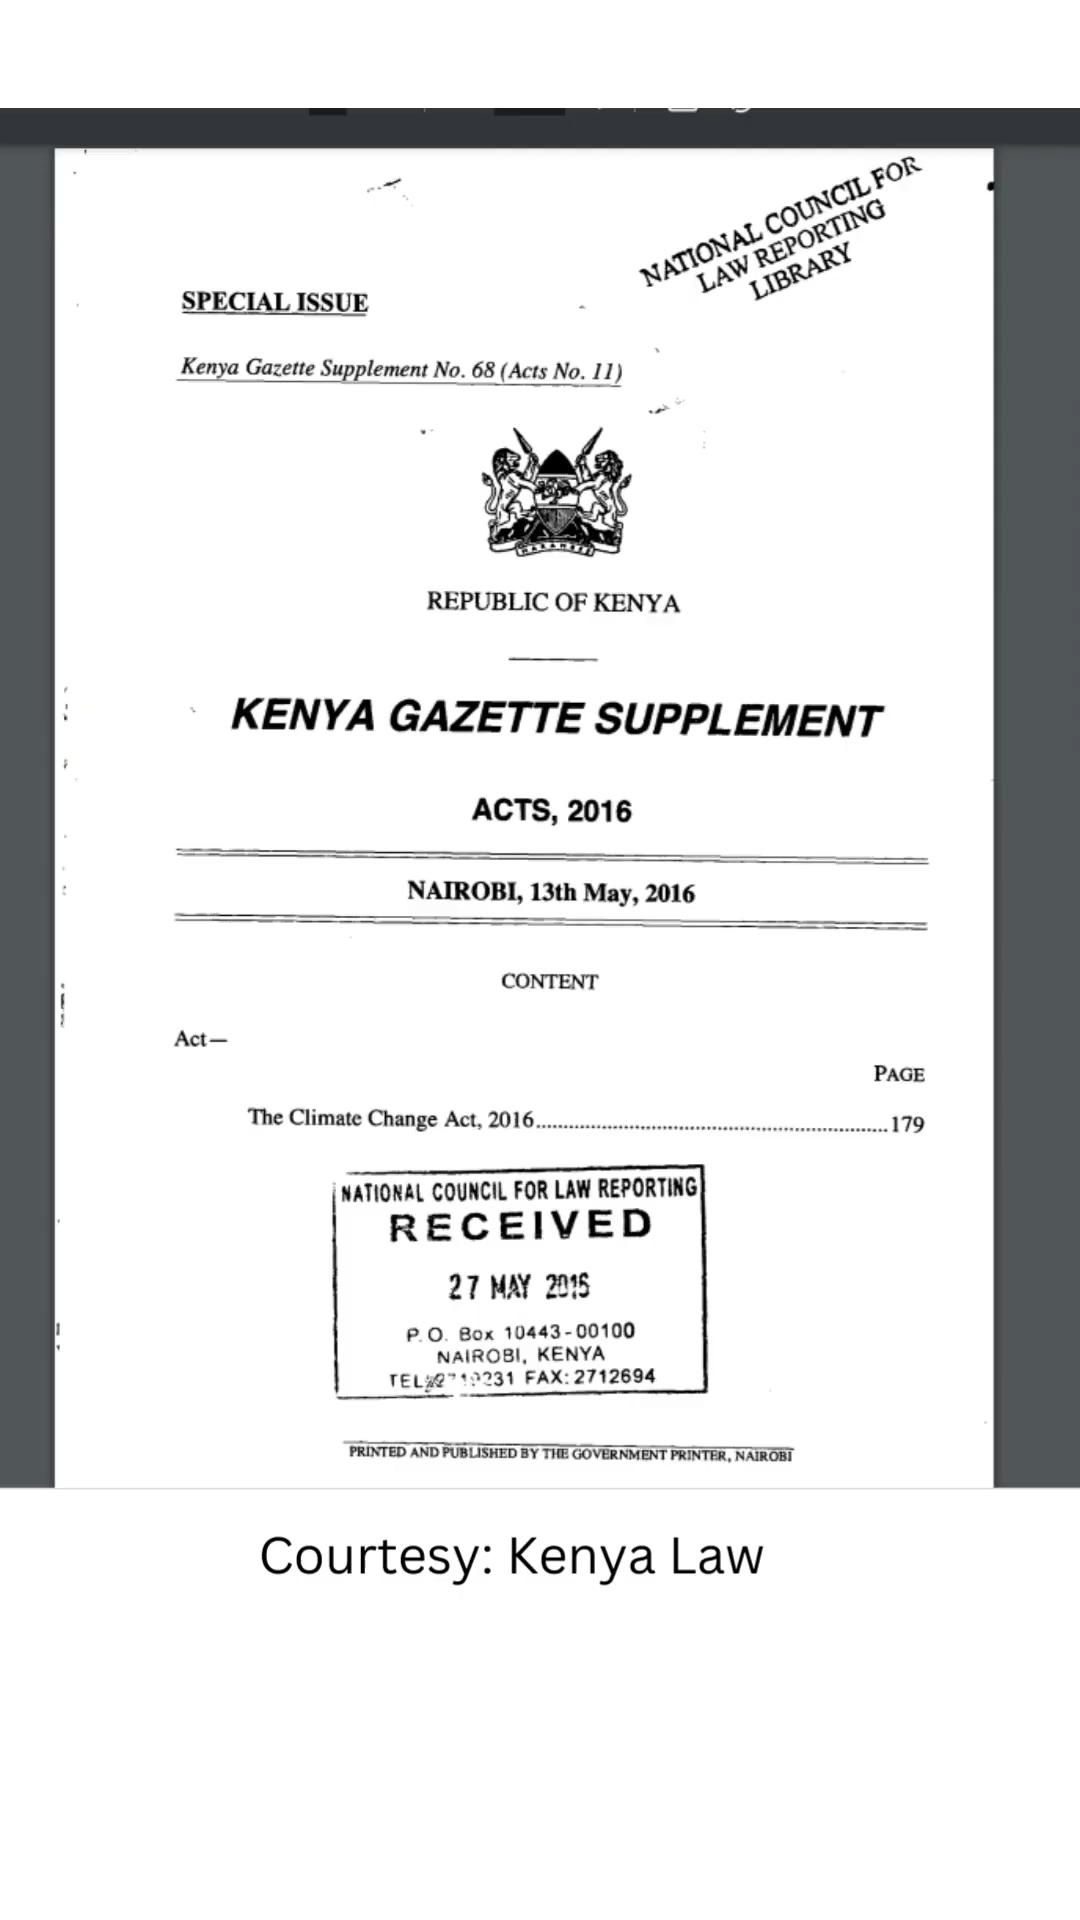 NATIONAL COUNCIL FOR
LAW REPORTING
LIBRARY
SPECIAL ISSUE
Kenya Gazette Supplement No. 68 (Acts No. 11)
HARAMBEE
REPUBLIC OF KENYA
KENYA GAZETTE SUPPLEMENT
ACTS, 2016
NAIROBI, 13th May, 2016
CONTENT
Act—
PAGE
The Climate Change Act, 2016................................................................179
NATIONAL COUNCIL FOR LAW REPORTING
RECEIVED
27 MAY 2016
P. O. Box 10443-00100
NAIROBI, KENYA
TEL: FAX: 2712694
PRINTED AND PUBLISHED BY THE GOVERNMENT PRINTER, NAIROBI
Courtesy: Kenya Law